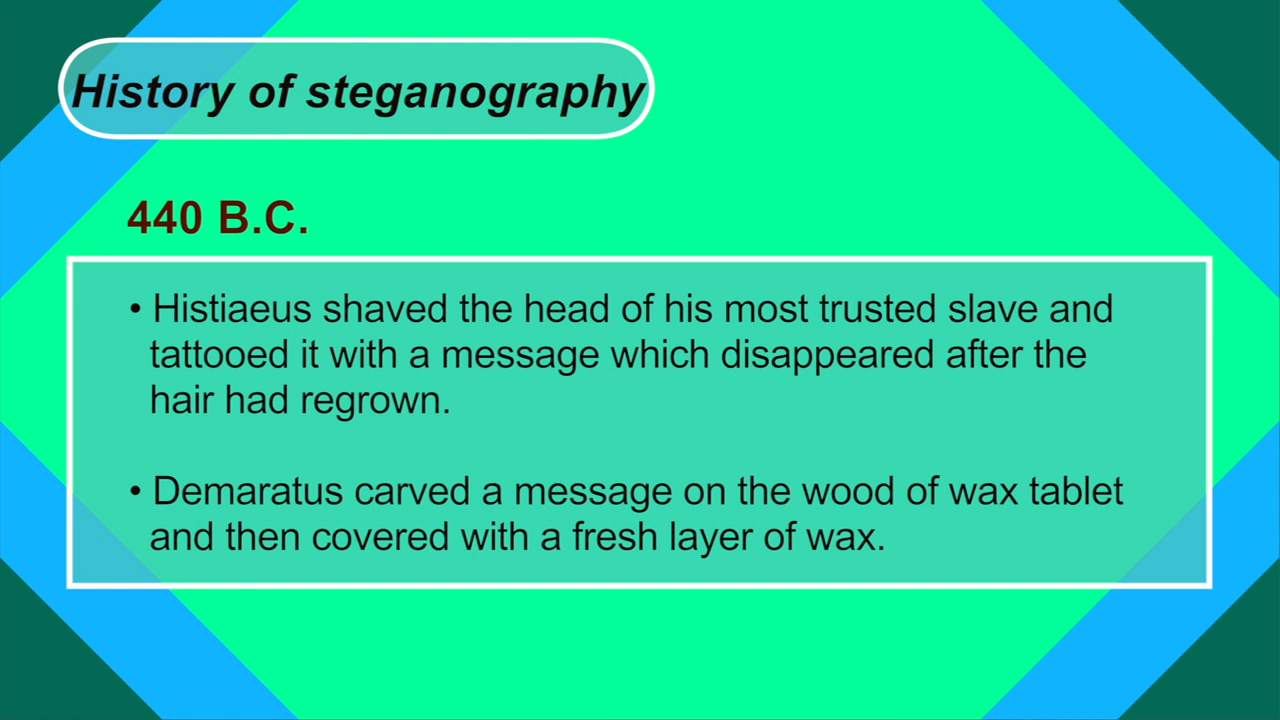 History of steganography
440 B.C.
• Histiaeus shaved the head of his most trusted slave and
tattooed it with a message which disappeared after the
hair had regrown.
• Demaratus carved a message on the wood of wax tablet
and then covered with a fresh layer of wax.